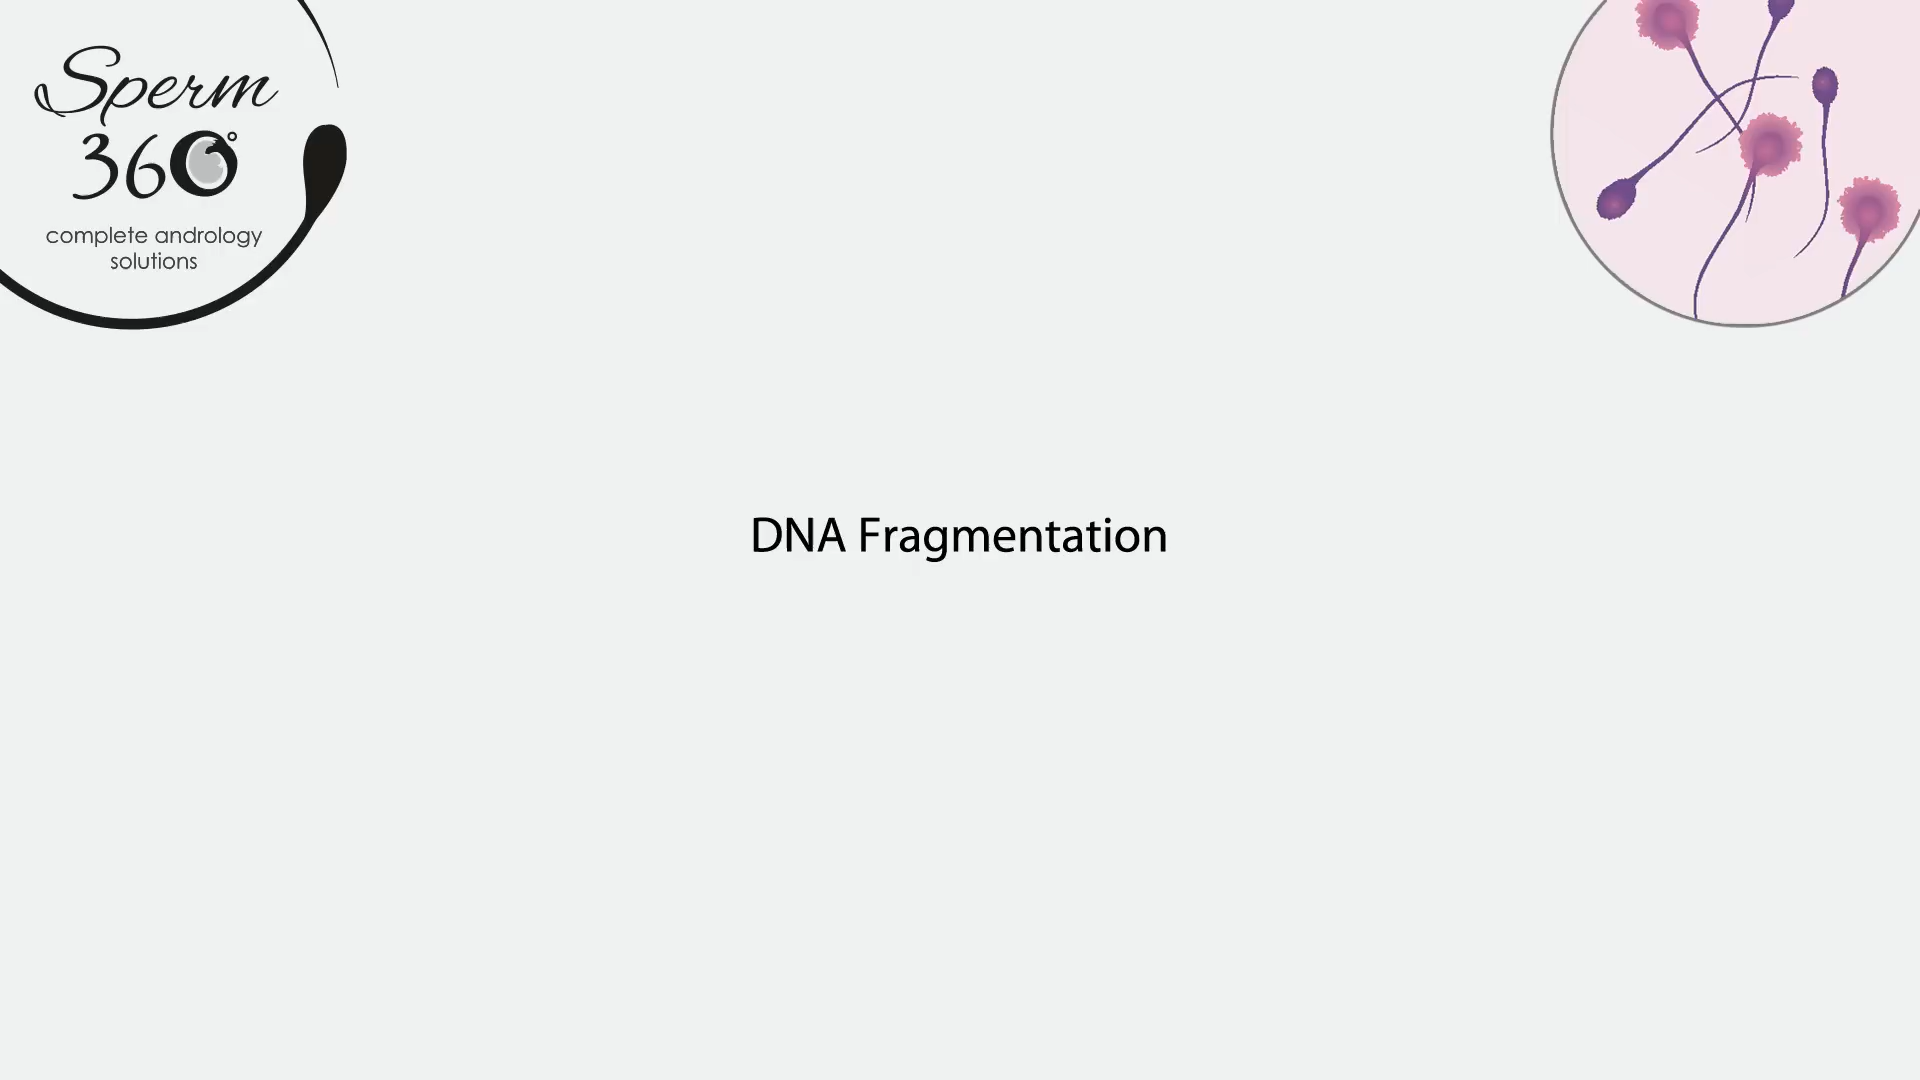 Sperm
360°
complete andrology
solutions
DNA Fragmentation